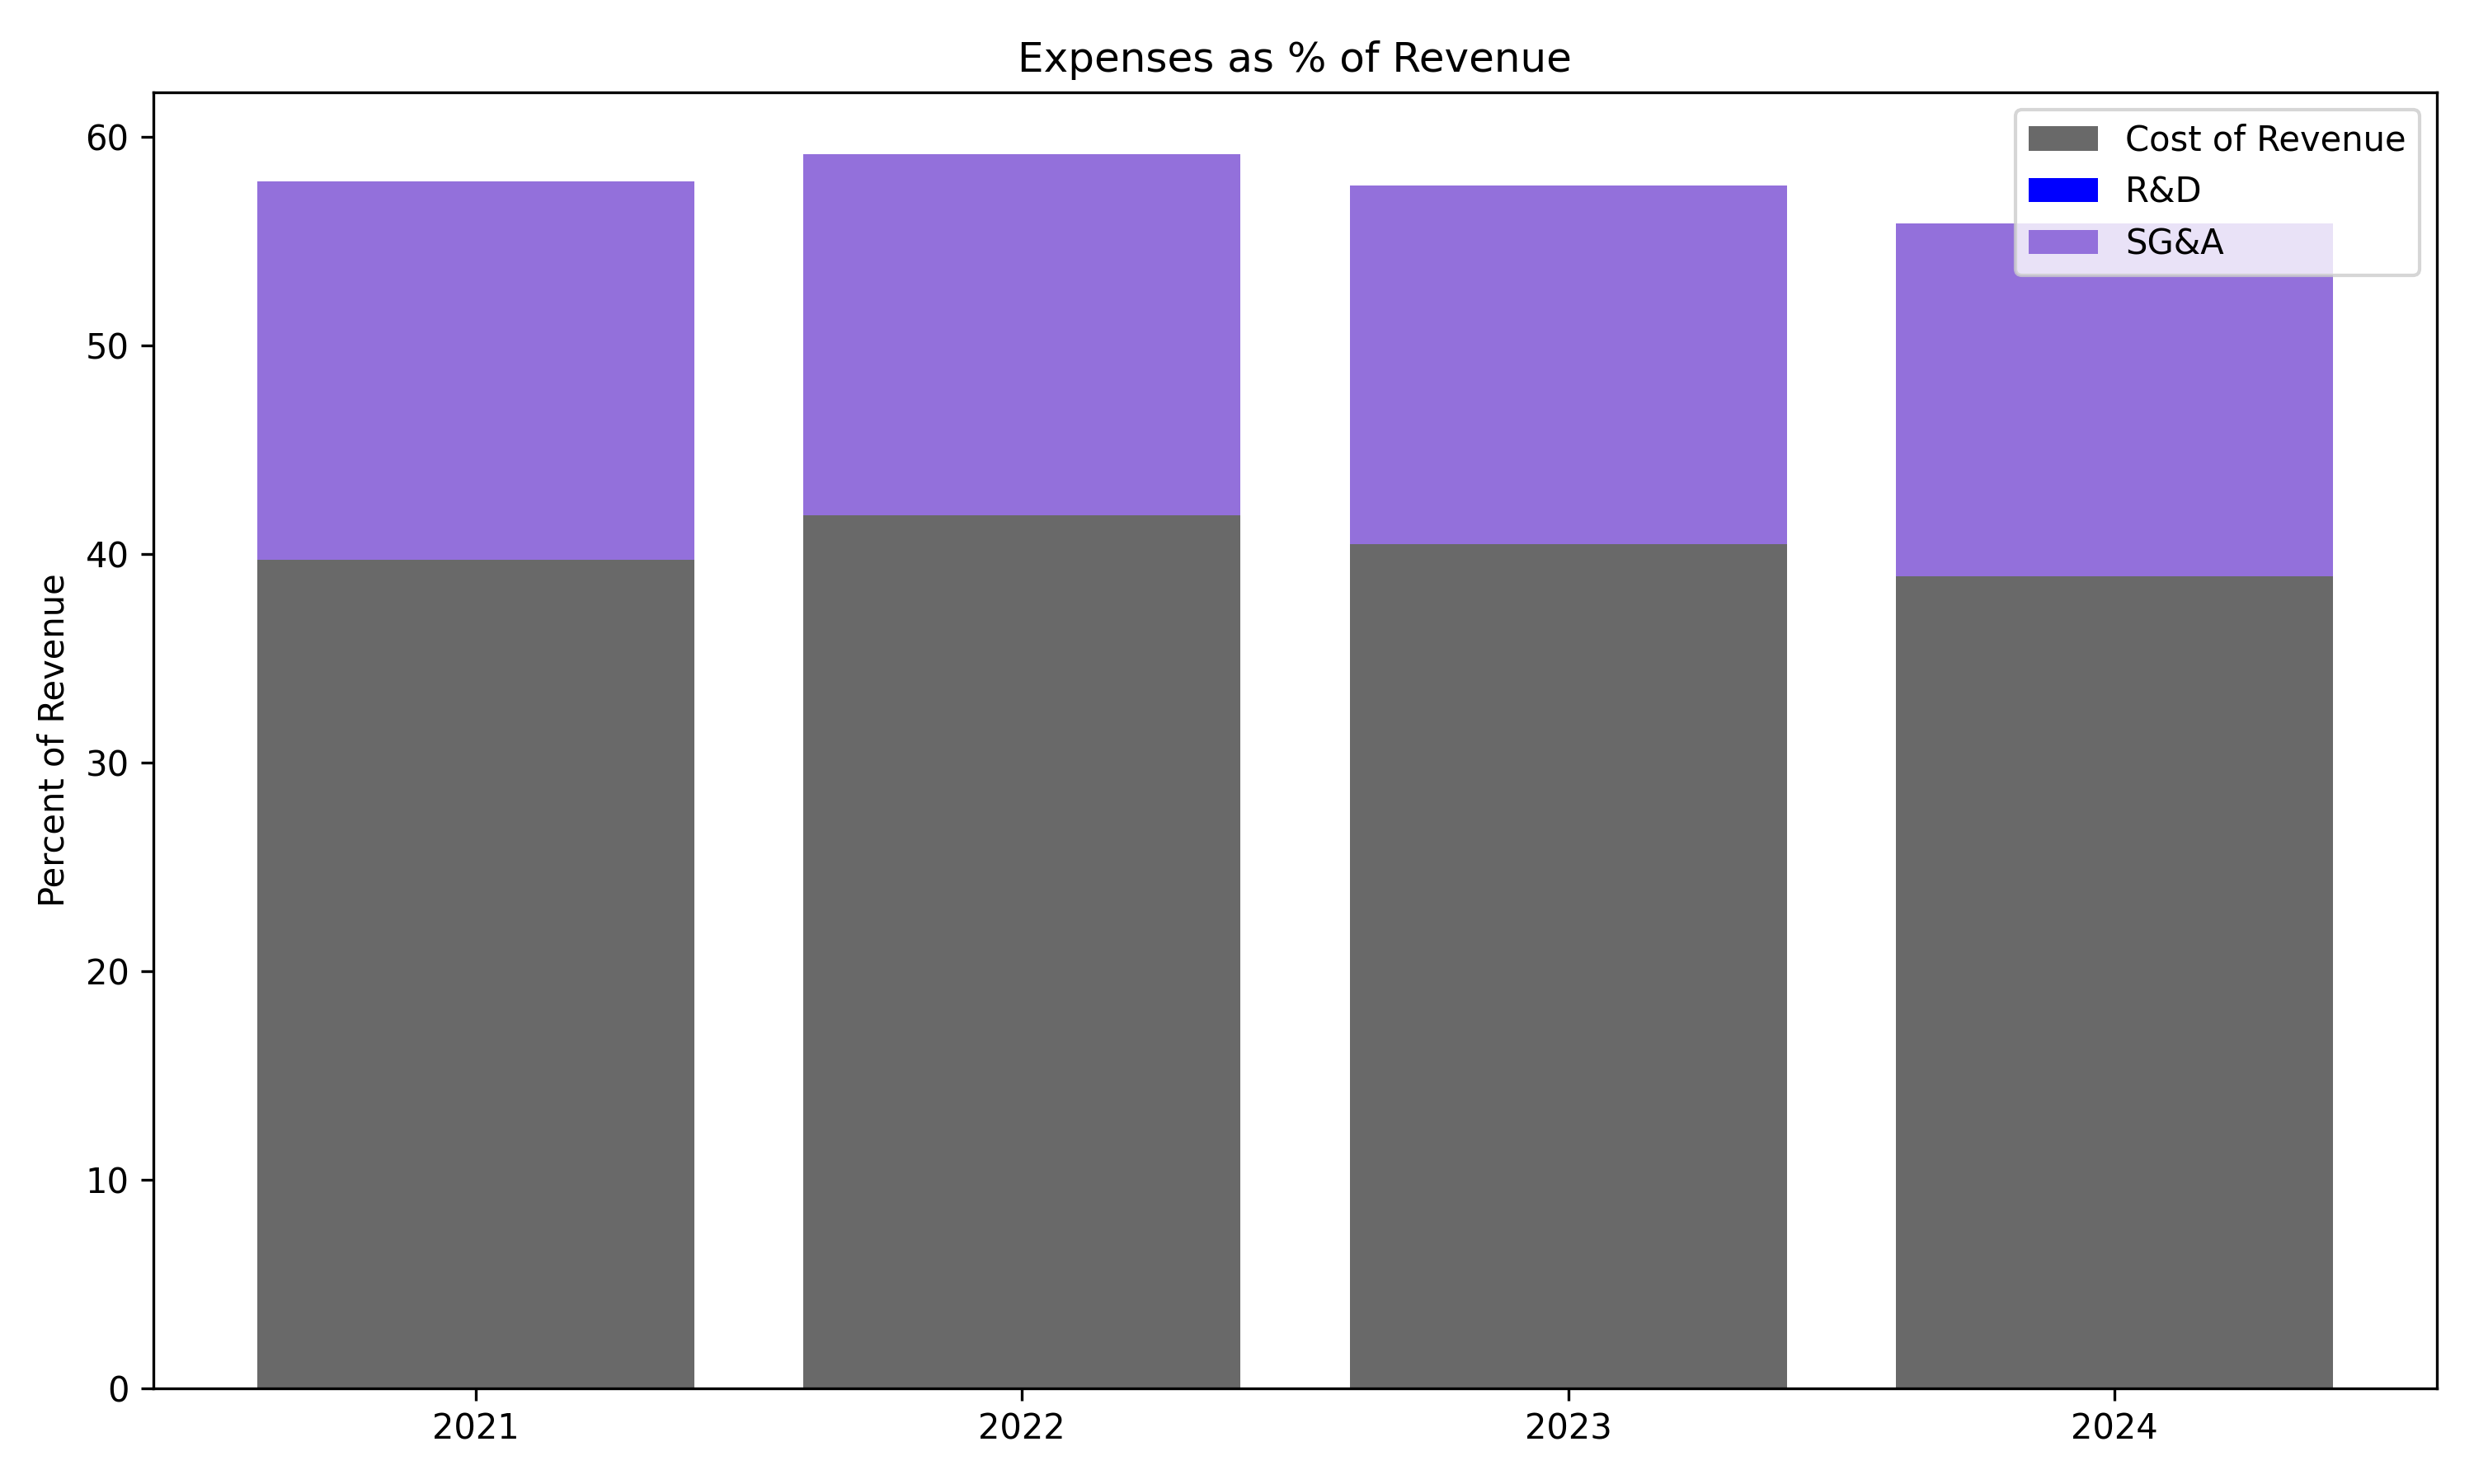 Expenses as % of Revenue
Percent of Revenue
60
50
40
30
20
10
0
2021
2022
2023
2024
Cost of Revenue
R&D
SG&A